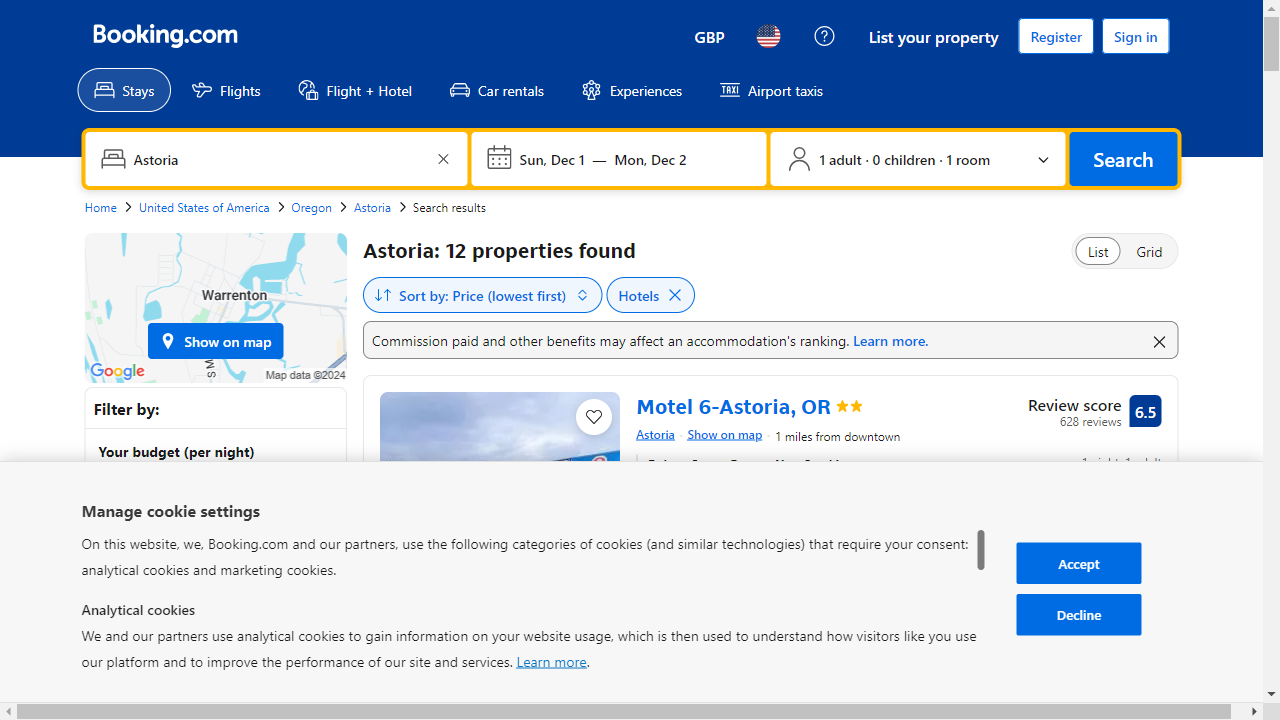 Booking.com
GBP
List your property
Register
Sign in
Stays
Flights
Flight + Hotel
Car rentals
Experiences
TAXI
Airport taxis
Astoria
Sun, Dec 1 — Mon, Dec 2
1 adult · 0 children · 1 room
Search
Home
United States of America
Oregon
Astoria
Search results
Warrenton
Show on map
Google
Map data ©2024
Filter by:
Your budget (per night)
Astoria: 12 properties found
List
Grid
Sort by: Price (lowest first)
Hotels
Commission paid and other benefits may affect an accommodation's ranking. Learn more.
Motel 6-Astoria, OR
Review score
628 reviews
6.5
Astoria · Show on map · 1 miles from downtown
Manage cookie settings
On this website, we, Booking.com and our partners, use the following categories of cookies (and similar technologies) that require your consent:
analytical cookies and marketing cookies.
Analytical cookies
We and our partners use analytical cookies to gain information on your website usage, which is then used to understand how visitors like you use
our platform and to improve the performance of our site and services. Learn more.
Accept
Decline